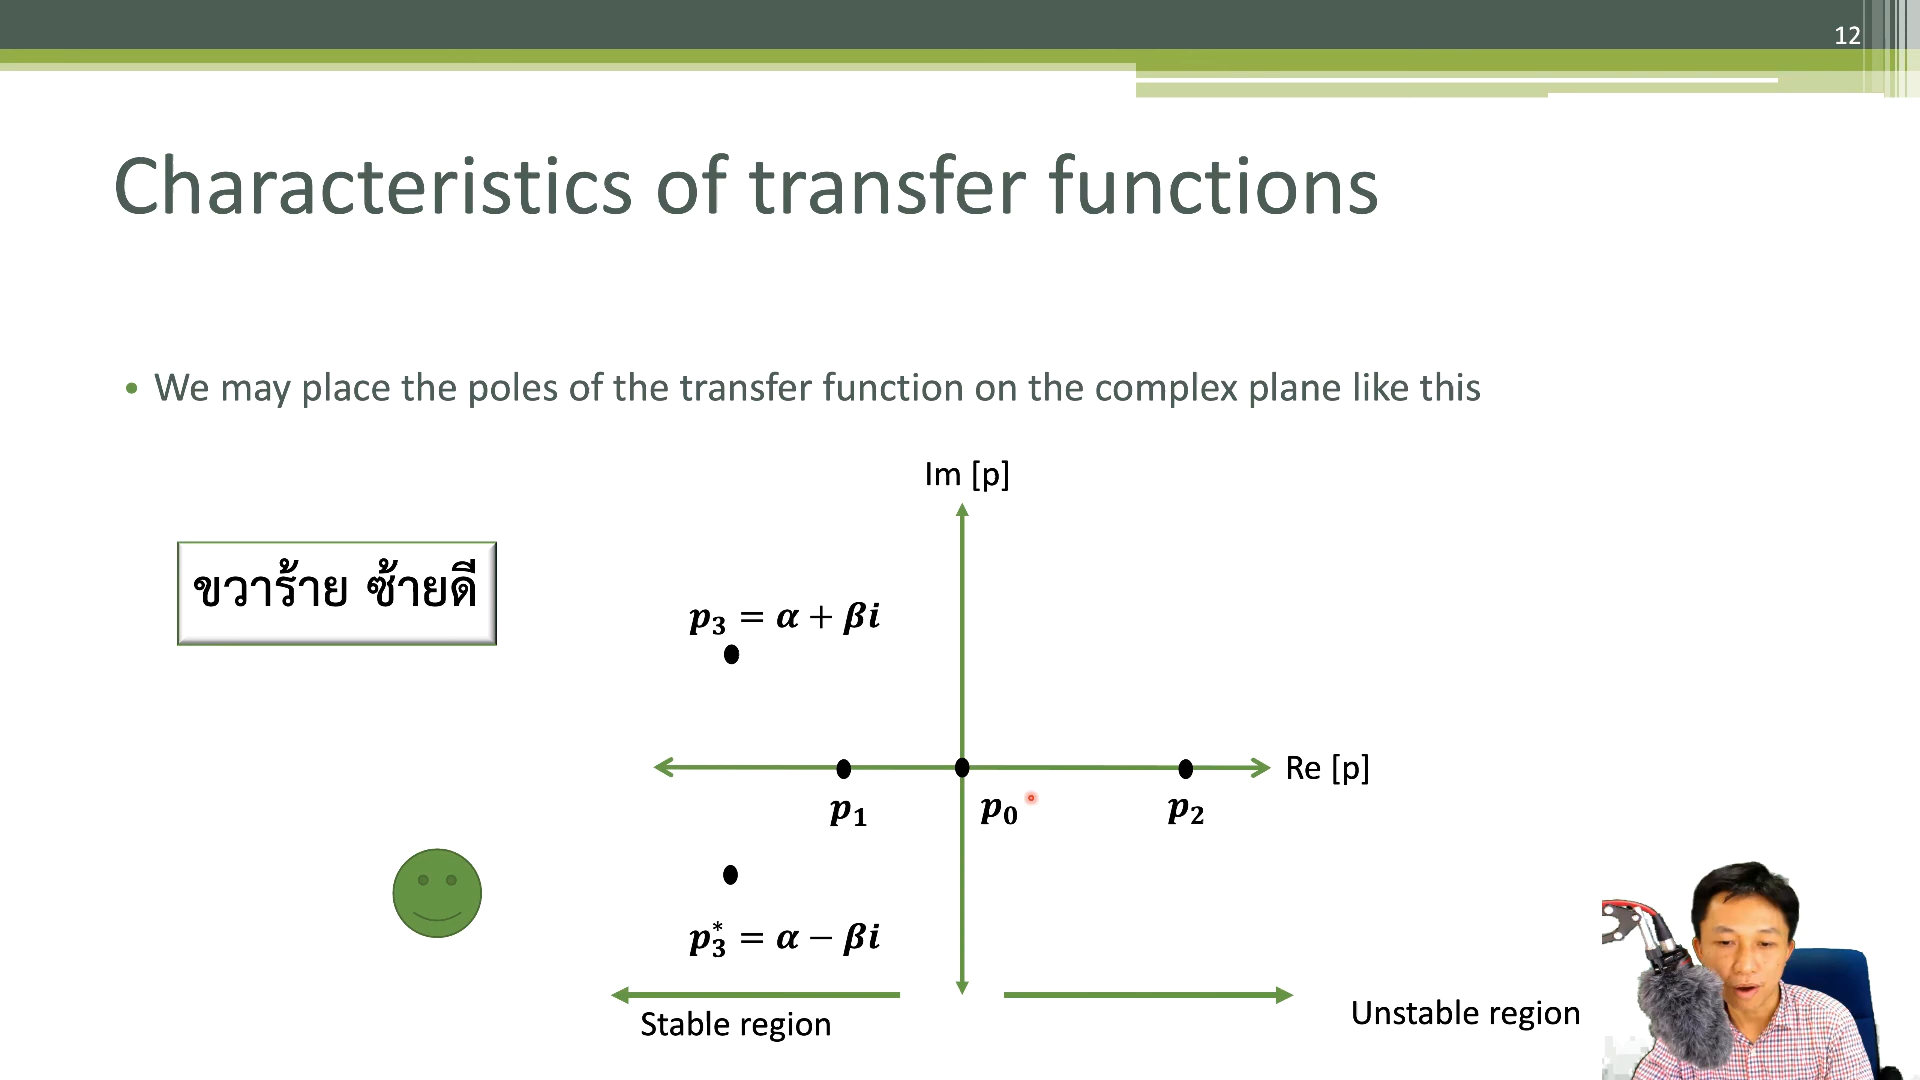 12
Characteristics of transfer functions
• We may place the poles of the transfer function on the complex plane like this
Im [p]
ขวาร้าย ซ้ายดี
p₃ = α + βi
Re [p]
p₁ p₀ p₂
p₃* = α − βi
Stable region
Unstable region